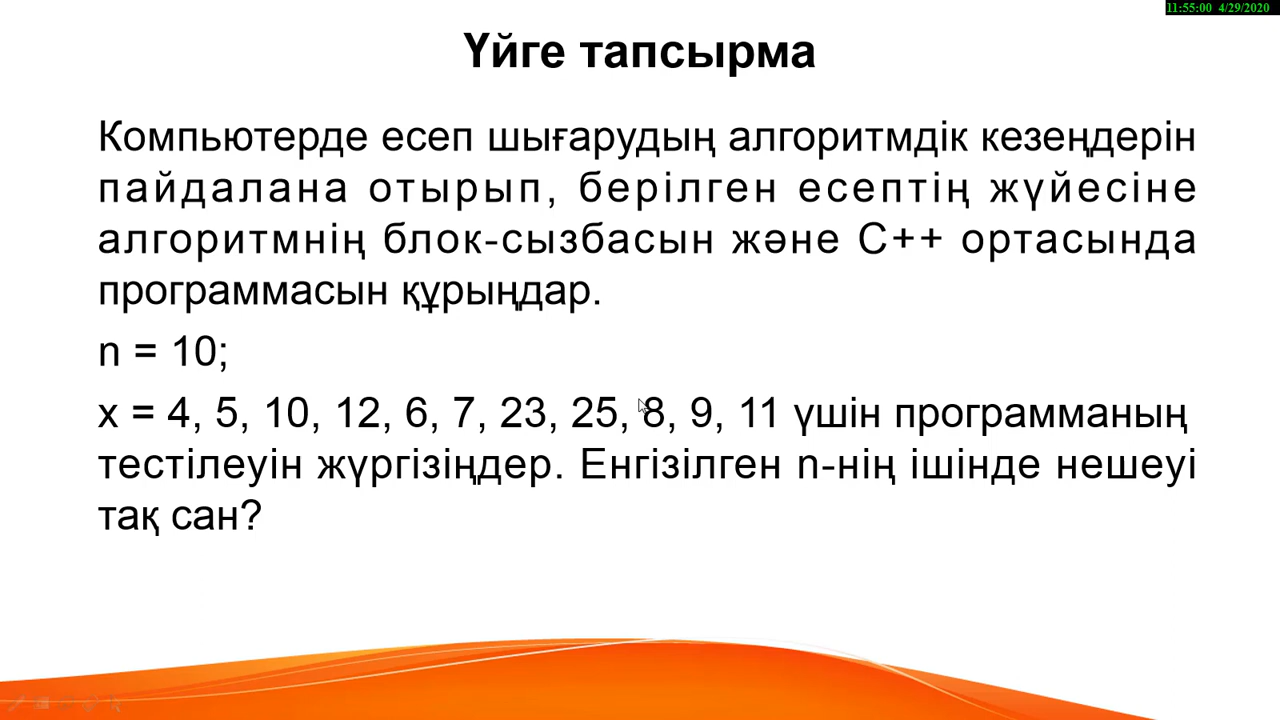 11:55:00 4/29/2020
Үйге тапсырма
Компьютерде есеп шығарудың алгоритмдік кезеңдерін
пайдалана отырып, берілген есептің жүйесіне
алгоритмнің блок-сызбасын және С++ ортасында
программасын құрыңдар.
n = 10;
x = 4, 5, 10, 12, 6, 7, 23, 25, 8, 9, 11 үшін программаның
тестілеуін жүргізіңдер. Енгізілген n-нің ішінде нешеуі
тақ сан?